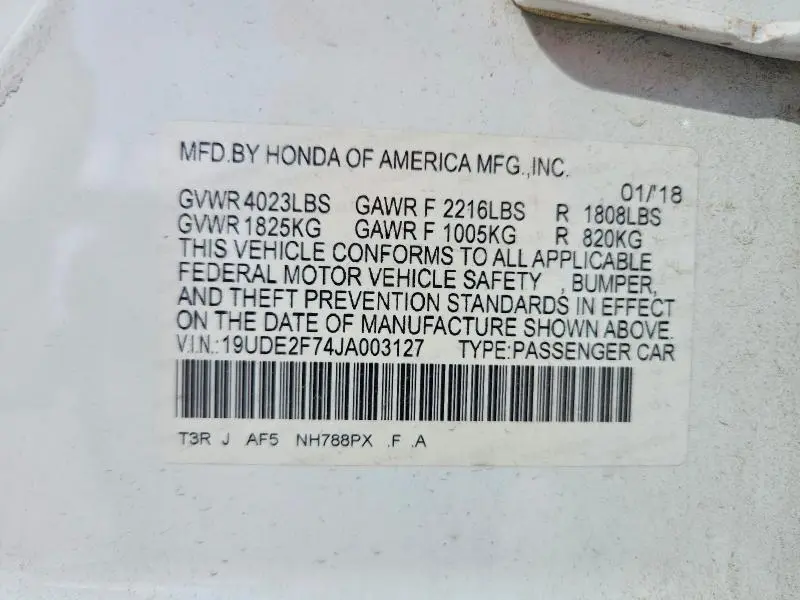 MFD.BY HONDA OF AMERICA MFG.,INC.
01/'18
GVWR 4023LBS GAWR F 2216LBS R 1808LBS
GVWR 1825KG GAWR F 1005KG R 820KG
THIS VEHICLE CONFORMS TO ALL APPLICABLE
FEDERAL MOTOR VEHICLE SAFETY , BUMPER,
AND THEFT PREVENTION STANDARDS IN EFFECT
ON THE DATE OF MANUFACTURE SHOWN ABOVE.
V.I.N.: 19UDE2F74JA003127 TYPE:PASSENGER CAR
T3R J AF5 NH788PX .F .A